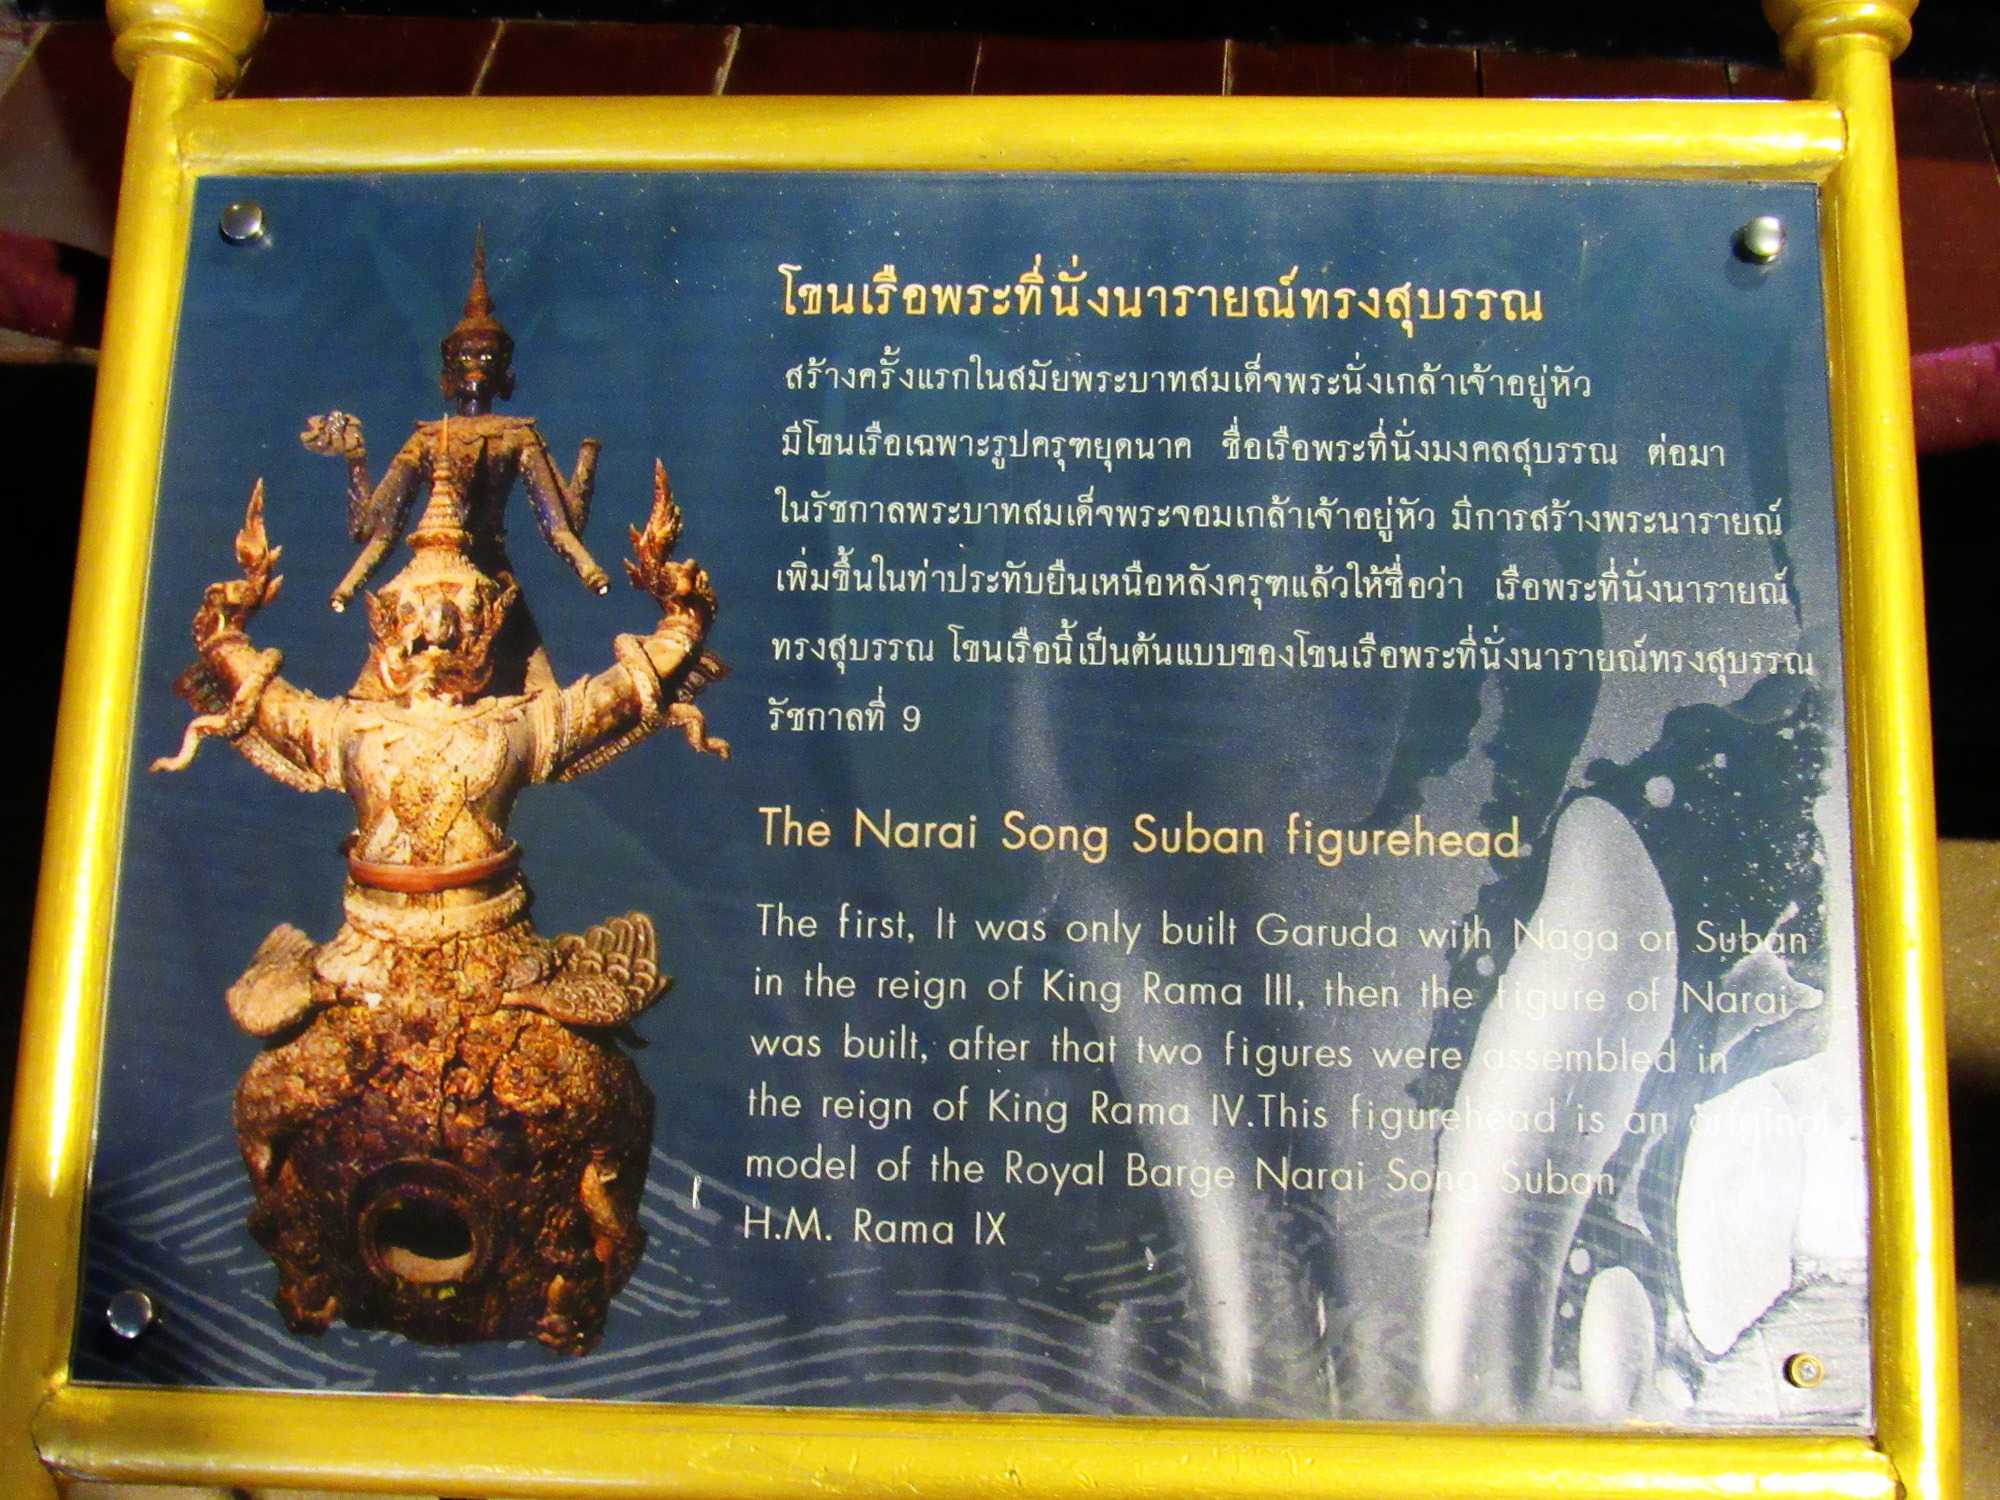 โขนเรือพระที่นั่งนารายณ์ทรงสุบรรณ
สร้างครั้งแรกในสมัยพระบาทสมเด็จพระนั่งเกล้าเจ้าอยู่หัว
มีโขนเรือเฉพาะรูปครุฑยุดนาค ชื่อเรือพระที่นั่งมงคลสุบรรณ ต่อมา
ในรัชกาลพระบาทสมเด็จพระจอมเกล้าเจ้าอยู่หัว มีการสร้างพระนารายณ์
เพิ่มขึ้นในท่าประทับยืนเหนือหลังครุฑแล้วให้ชื่อว่า เรือพระที่นั่งนารายณ์
ทรงสุบรรณ โขนเรือนี้เป็นต้นแบบของโขนเรือพระที่นั่งนารายณ์ทรงสุบรรณ
รัชกาลที่ 9
The Narai Song Suban figurehead
The first, It was only built Garuda with Naga or Suban
in the reign of King Rama III, then the figure of Narai
was built, after that two figures were assembled in
the reign of King Rama IV.This figurehead is an original
model of the Royal Barge Narai Song Suban
H.M. Rama IX